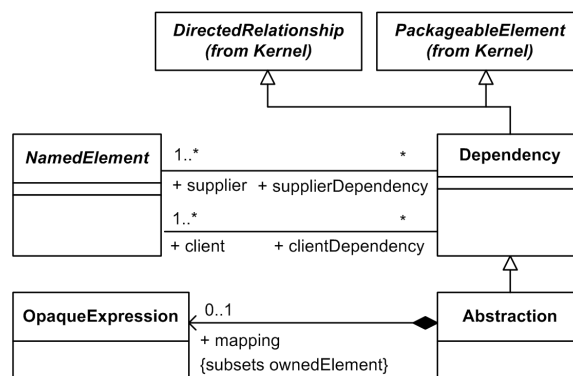 DirectedRelationship
(from Kernel)
PackageableElement
(from Kernel)
NamedElement
1..*
*
+ supplier
+ supplierDependency
1..*
*
+ client
+ clientDependency
Dependency
OpaqueExpression
0..1
+ mapping
{subsets ownedElement}
Abstraction